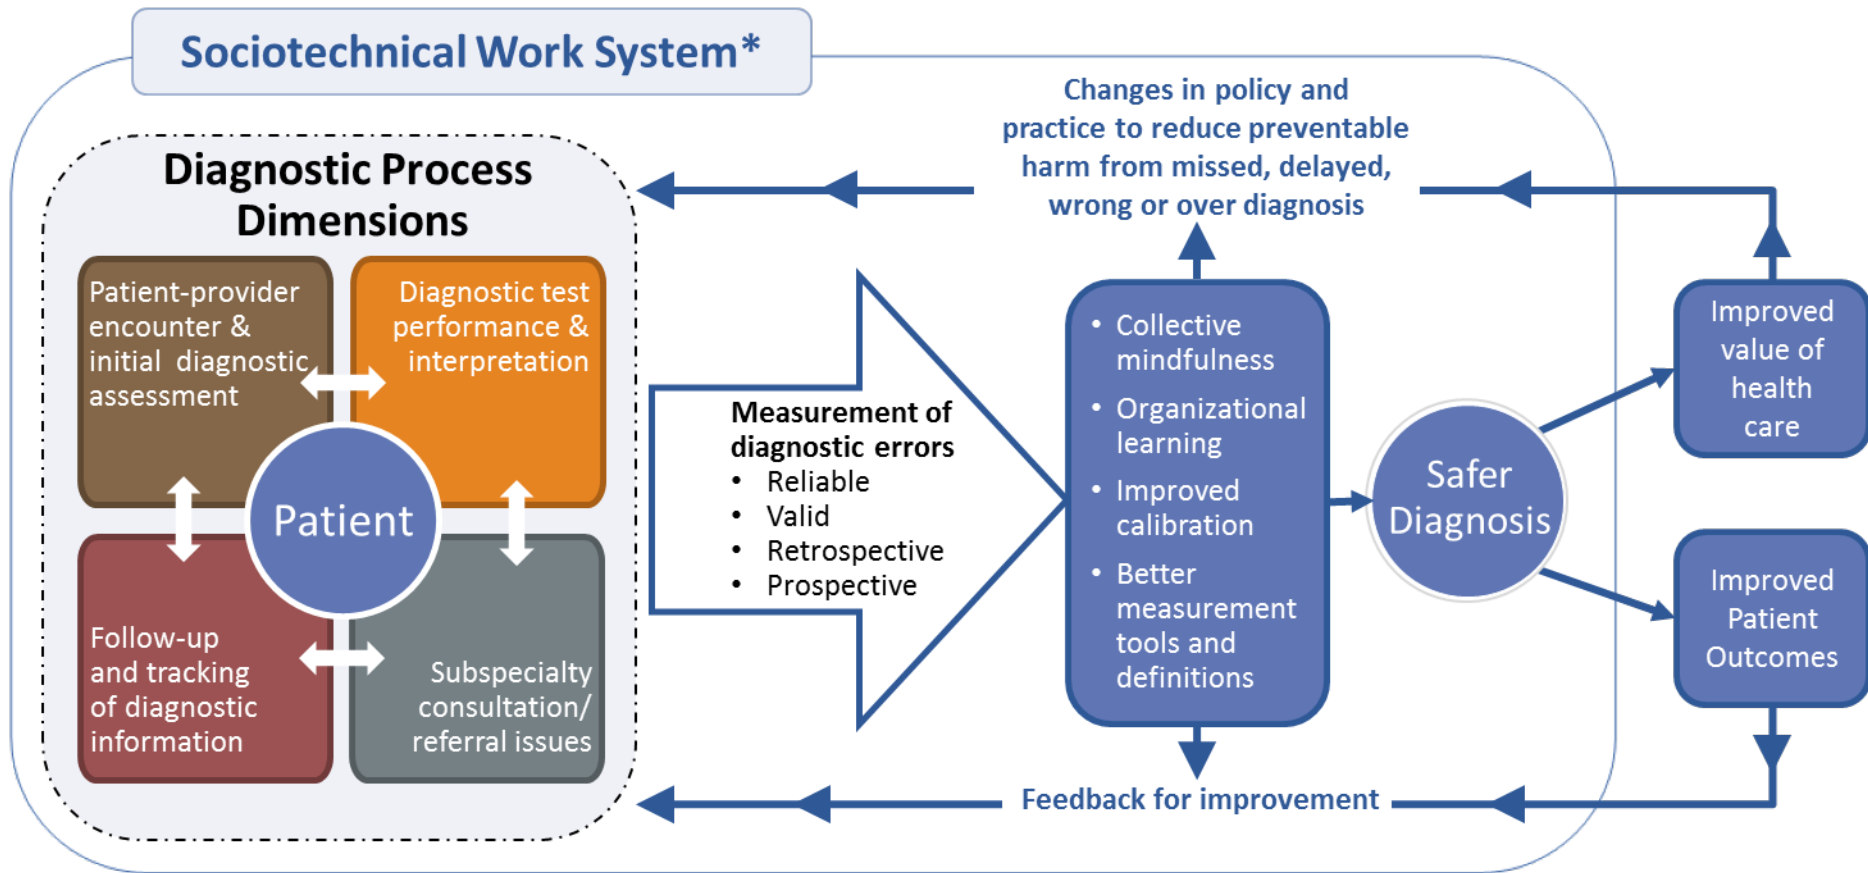 Sociotechnical Work System*
Diagnostic Process
Dimensions
Patient-provider
encounter &
initial diagnostic
assessment
Diagnostic test
performance &
interpretation
Patient
Follow-up
and tracking
of diagnostic
information
Subspecialty
consultation/
referral issues
Measurement of
diagnostic errors
• Reliable
• Valid
• Retrospective
• Prospective
Changes in policy and
practice to reduce preventable
harm from missed, delayed,
wrong or over diagnosis
• Collective
mindfulness
• Organizational
learning
• Improved
calibration
• Better
measurement
tools and
definitions
Feedback for improvement
Safer
Diagnosis
Improved
value of
health
care
Improved
Patient
Outcomes